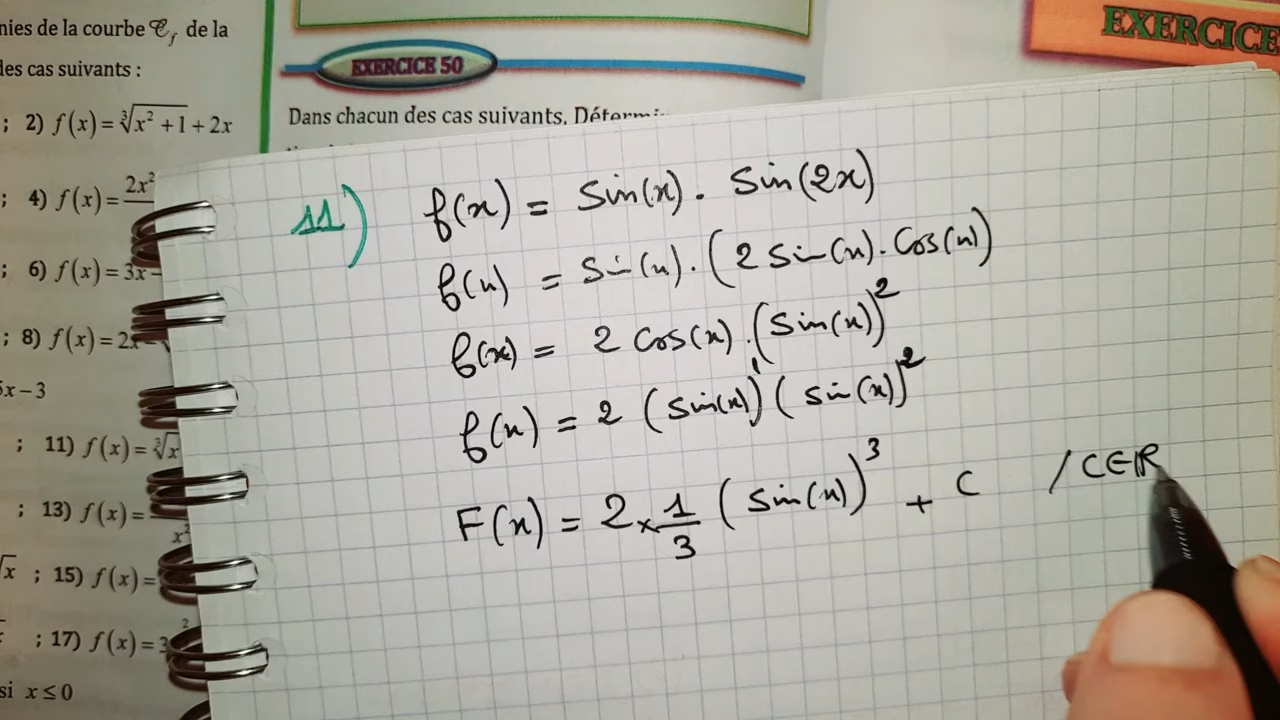 nies de la courbe 𝒞f de la
des cas suivants :
; 2) f(x) = ∛(x² + 1) + 2x
; 4) f(x) = 2x²
; 6) f(x) = 3x −
; 8) f(x) = 2x −
x − 3
; 11) f(x) = ∛x
; 13) f(x) =
x²
√x ; 15) f(x) =
; 17) f(x) = 3
si x ≤ 0
EXERCICE 50
Dans chacun des cas suivants, Détermi
EXERCICE
11) f(x) = Sin(x) . Sin(2x)
f(x) = Sin(x) . (2 Sin(x) . Cos(x))
f(x) = 2 Cos(x) . (Sin(x))²
f(x) = 2 (Sin(x))' (Sin(x))²
F(x) = 2 × 1/3 (Sin(x))³ + C / C∈ℝ